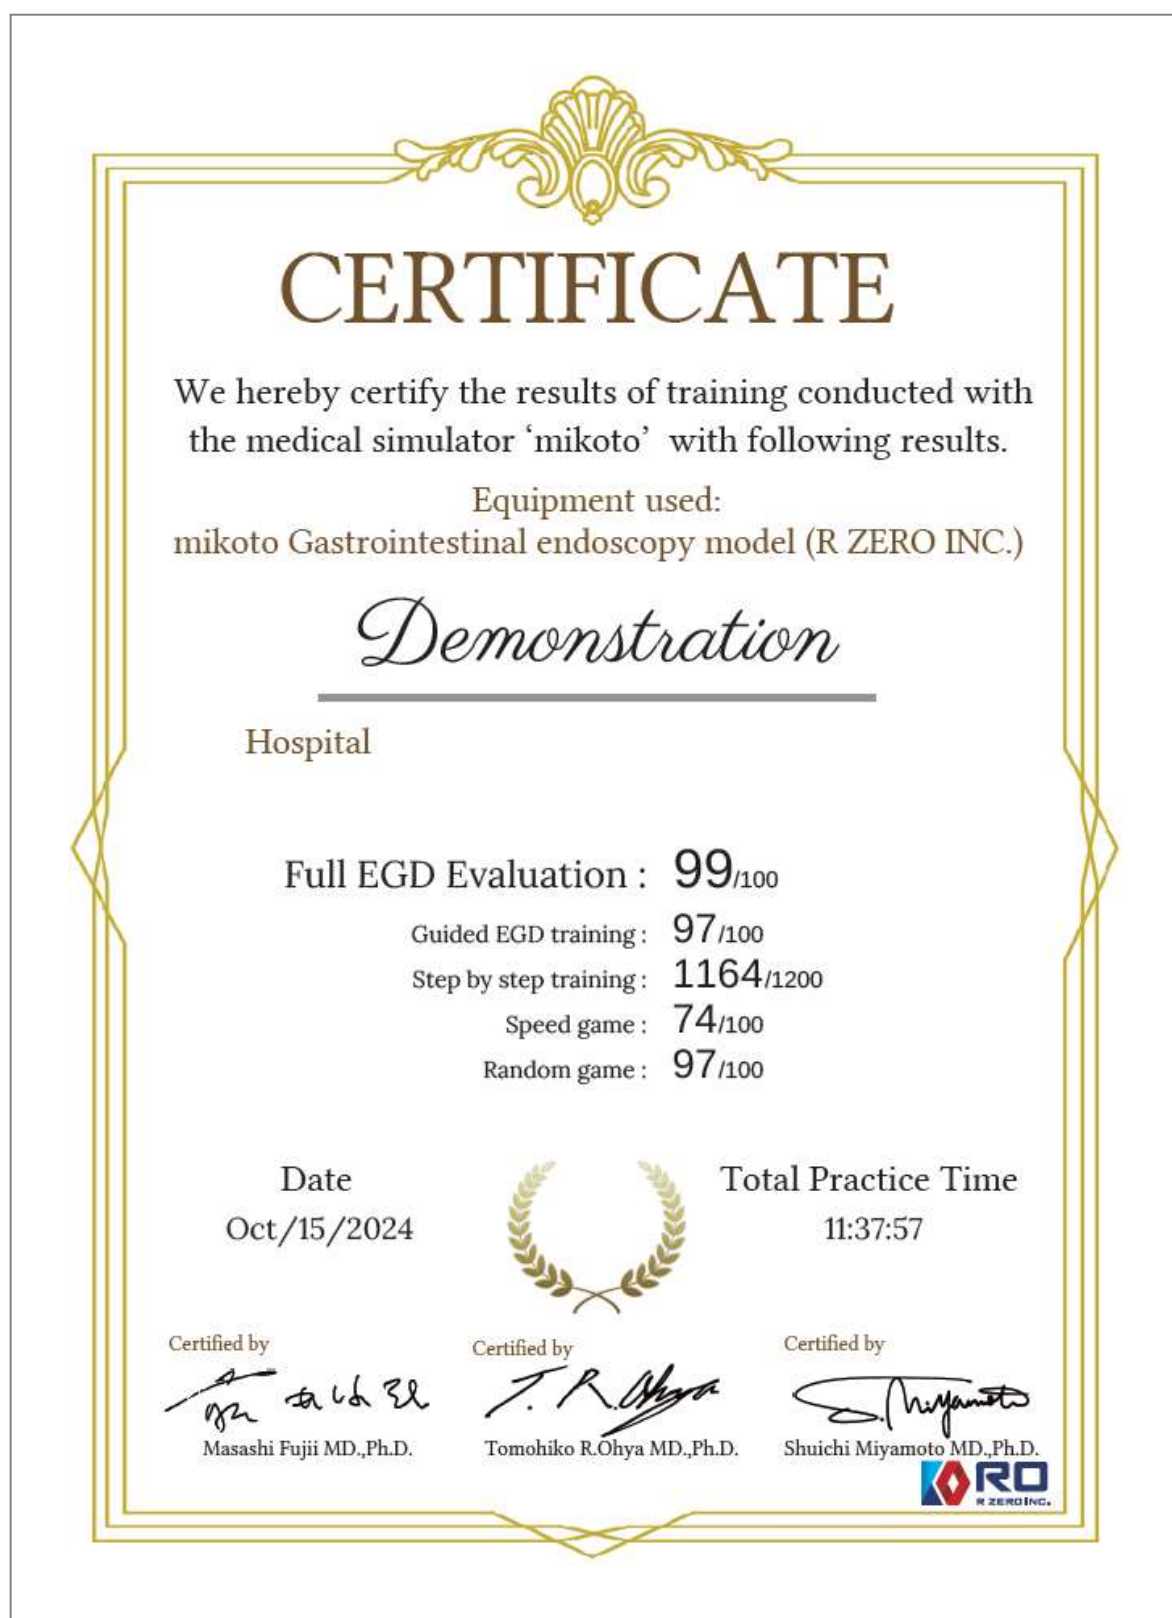 CERTIFICATE
We hereby certify the results of training conducted with
the medical simulator ‘mikoto’ with following results.
Equipment used:
mikoto Gastrointestinal endoscopy model (R ZERO INC.)
Demonstration
Hospital
Full EGD Evaluation : 99/100
Guided EGD training : 97/100
Step by step training : 1164/1200
Speed game : 74/100
Random game : 97/100
Date
Oct/15/2024
Total Practice Time
11:37:57
Certified by
Masashi Fujii MD.,Ph.D.
Certified by
T. R. Ohya
Tomohiko R.Ohya MD.,Ph.D.
Certified by
S. Miyamoto
Shuichi Miyamoto MD.,Ph.D.
RO
R ZERO INC.